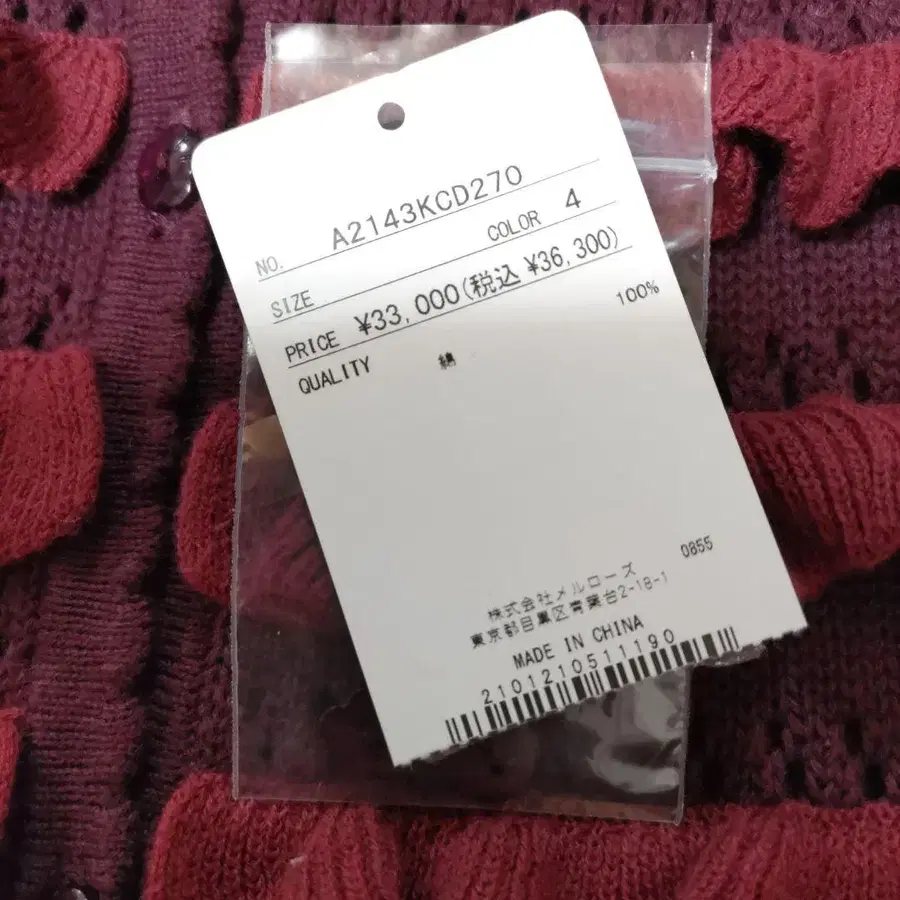 NO. A2143KCD270
SIZE COLOR 4
PRICE ¥33,000(税込 ¥36,300)
QUALITY 綿 100%
0855
株式会社メルローズ
東京都目黒区青葉台2-18-1
MADE IN CHINA
2101210511190